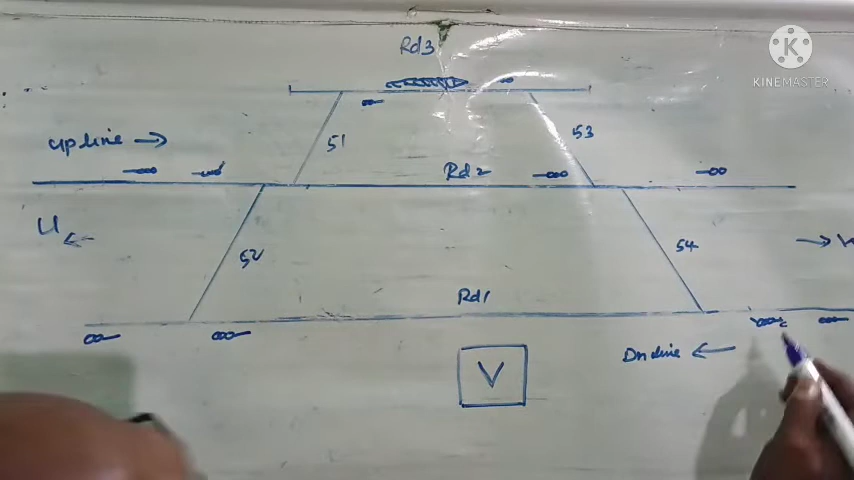 Rd3
K
KINEMASTER
up line →
51
53
Rd2
U
←
52
54
→
Rd1
Dn line ←
V